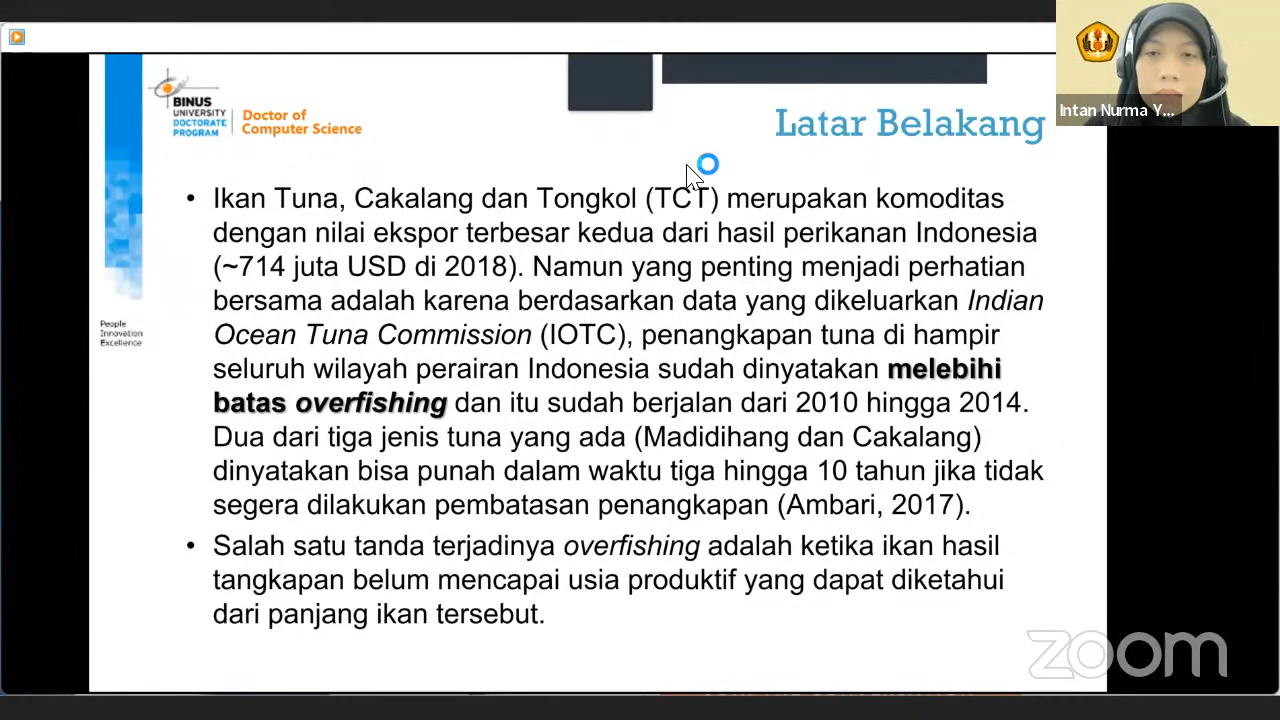 BINUS
UNIVERSITY
DOCTORATE
PROGRAM
Doctor of
Computer Science
Latar Belakang
Intan Nurma Y...
• Ikan Tuna, Cakalang dan Tongkol (TCT) merupakan komoditas
dengan nilai ekspor terbesar kedua dari hasil perikanan Indonesia
(~714 juta USD di 2018). Namun yang penting menjadi perhatian
bersama adalah karena berdasarkan data yang dikeluarkan Indian
Ocean Tuna Commission (IOTC), penangkapan tuna di hampir
seluruh wilayah perairan Indonesia sudah dinyatakan melebihi
batas overfishing dan itu sudah berjalan dari 2010 hingga 2014.
Dua dari tiga jenis tuna yang ada (Madidihang dan Cakalang)
dinyatakan bisa punah dalam waktu tiga hingga 10 tahun jika tidak
segera dilakukan pembatasan penangkapan (Ambari, 2017).
• Salah satu tanda terjadinya overfishing adalah ketika ikan hasil
tangkapan belum mencapai usia produktif yang dapat diketahui
dari panjang ikan tersebut.
People
Innovation
Excellence
zoom